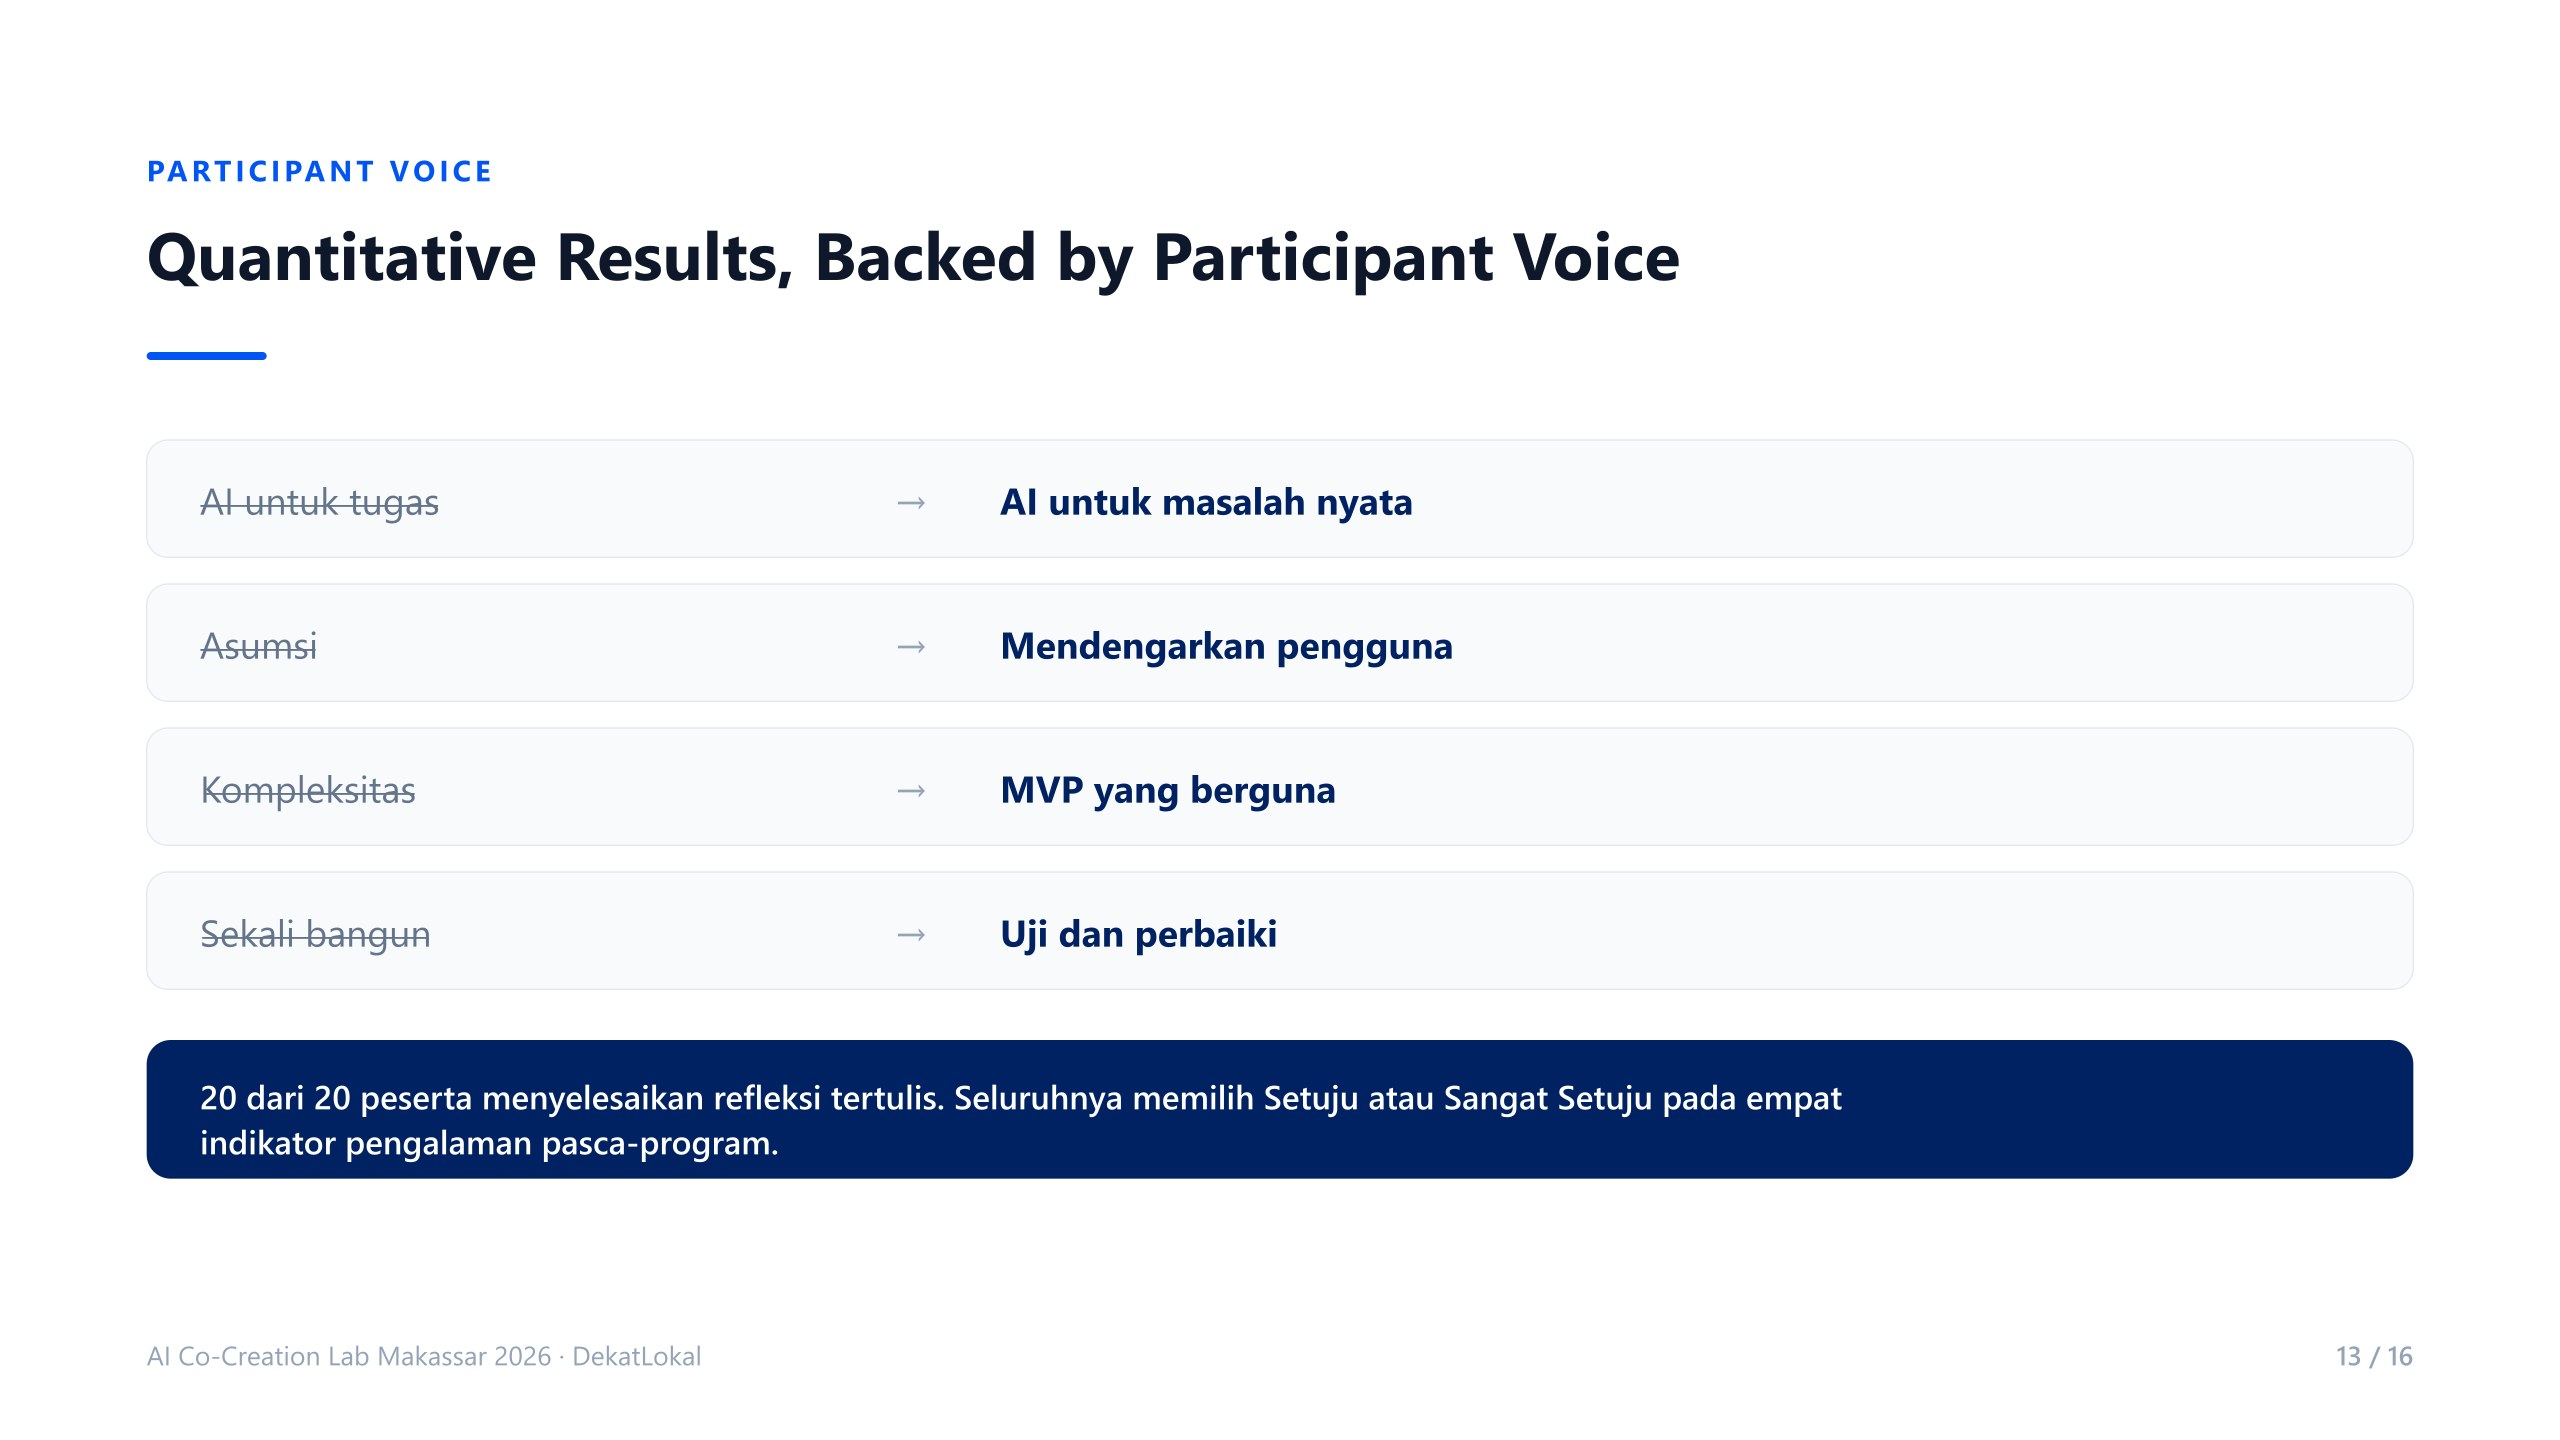 PARTICIPANT VOICE
Quantitative Results, Backed by Participant Voice
AI untuk tugas → AI untuk masalah nyata
Asumsi → Mendengarkan pengguna
Kompleksitas → MVP yang berguna
Sekali bangun → Uji dan perbaiki
20 dari 20 peserta menyelesaikan refleksi tertulis. Seluruhnya memilih Setuju atau Sangat Setuju pada empat
indikator pengalaman pasca-program.
AI Co-Creation Lab Makassar 2026 · DekatLokal
13 / 16